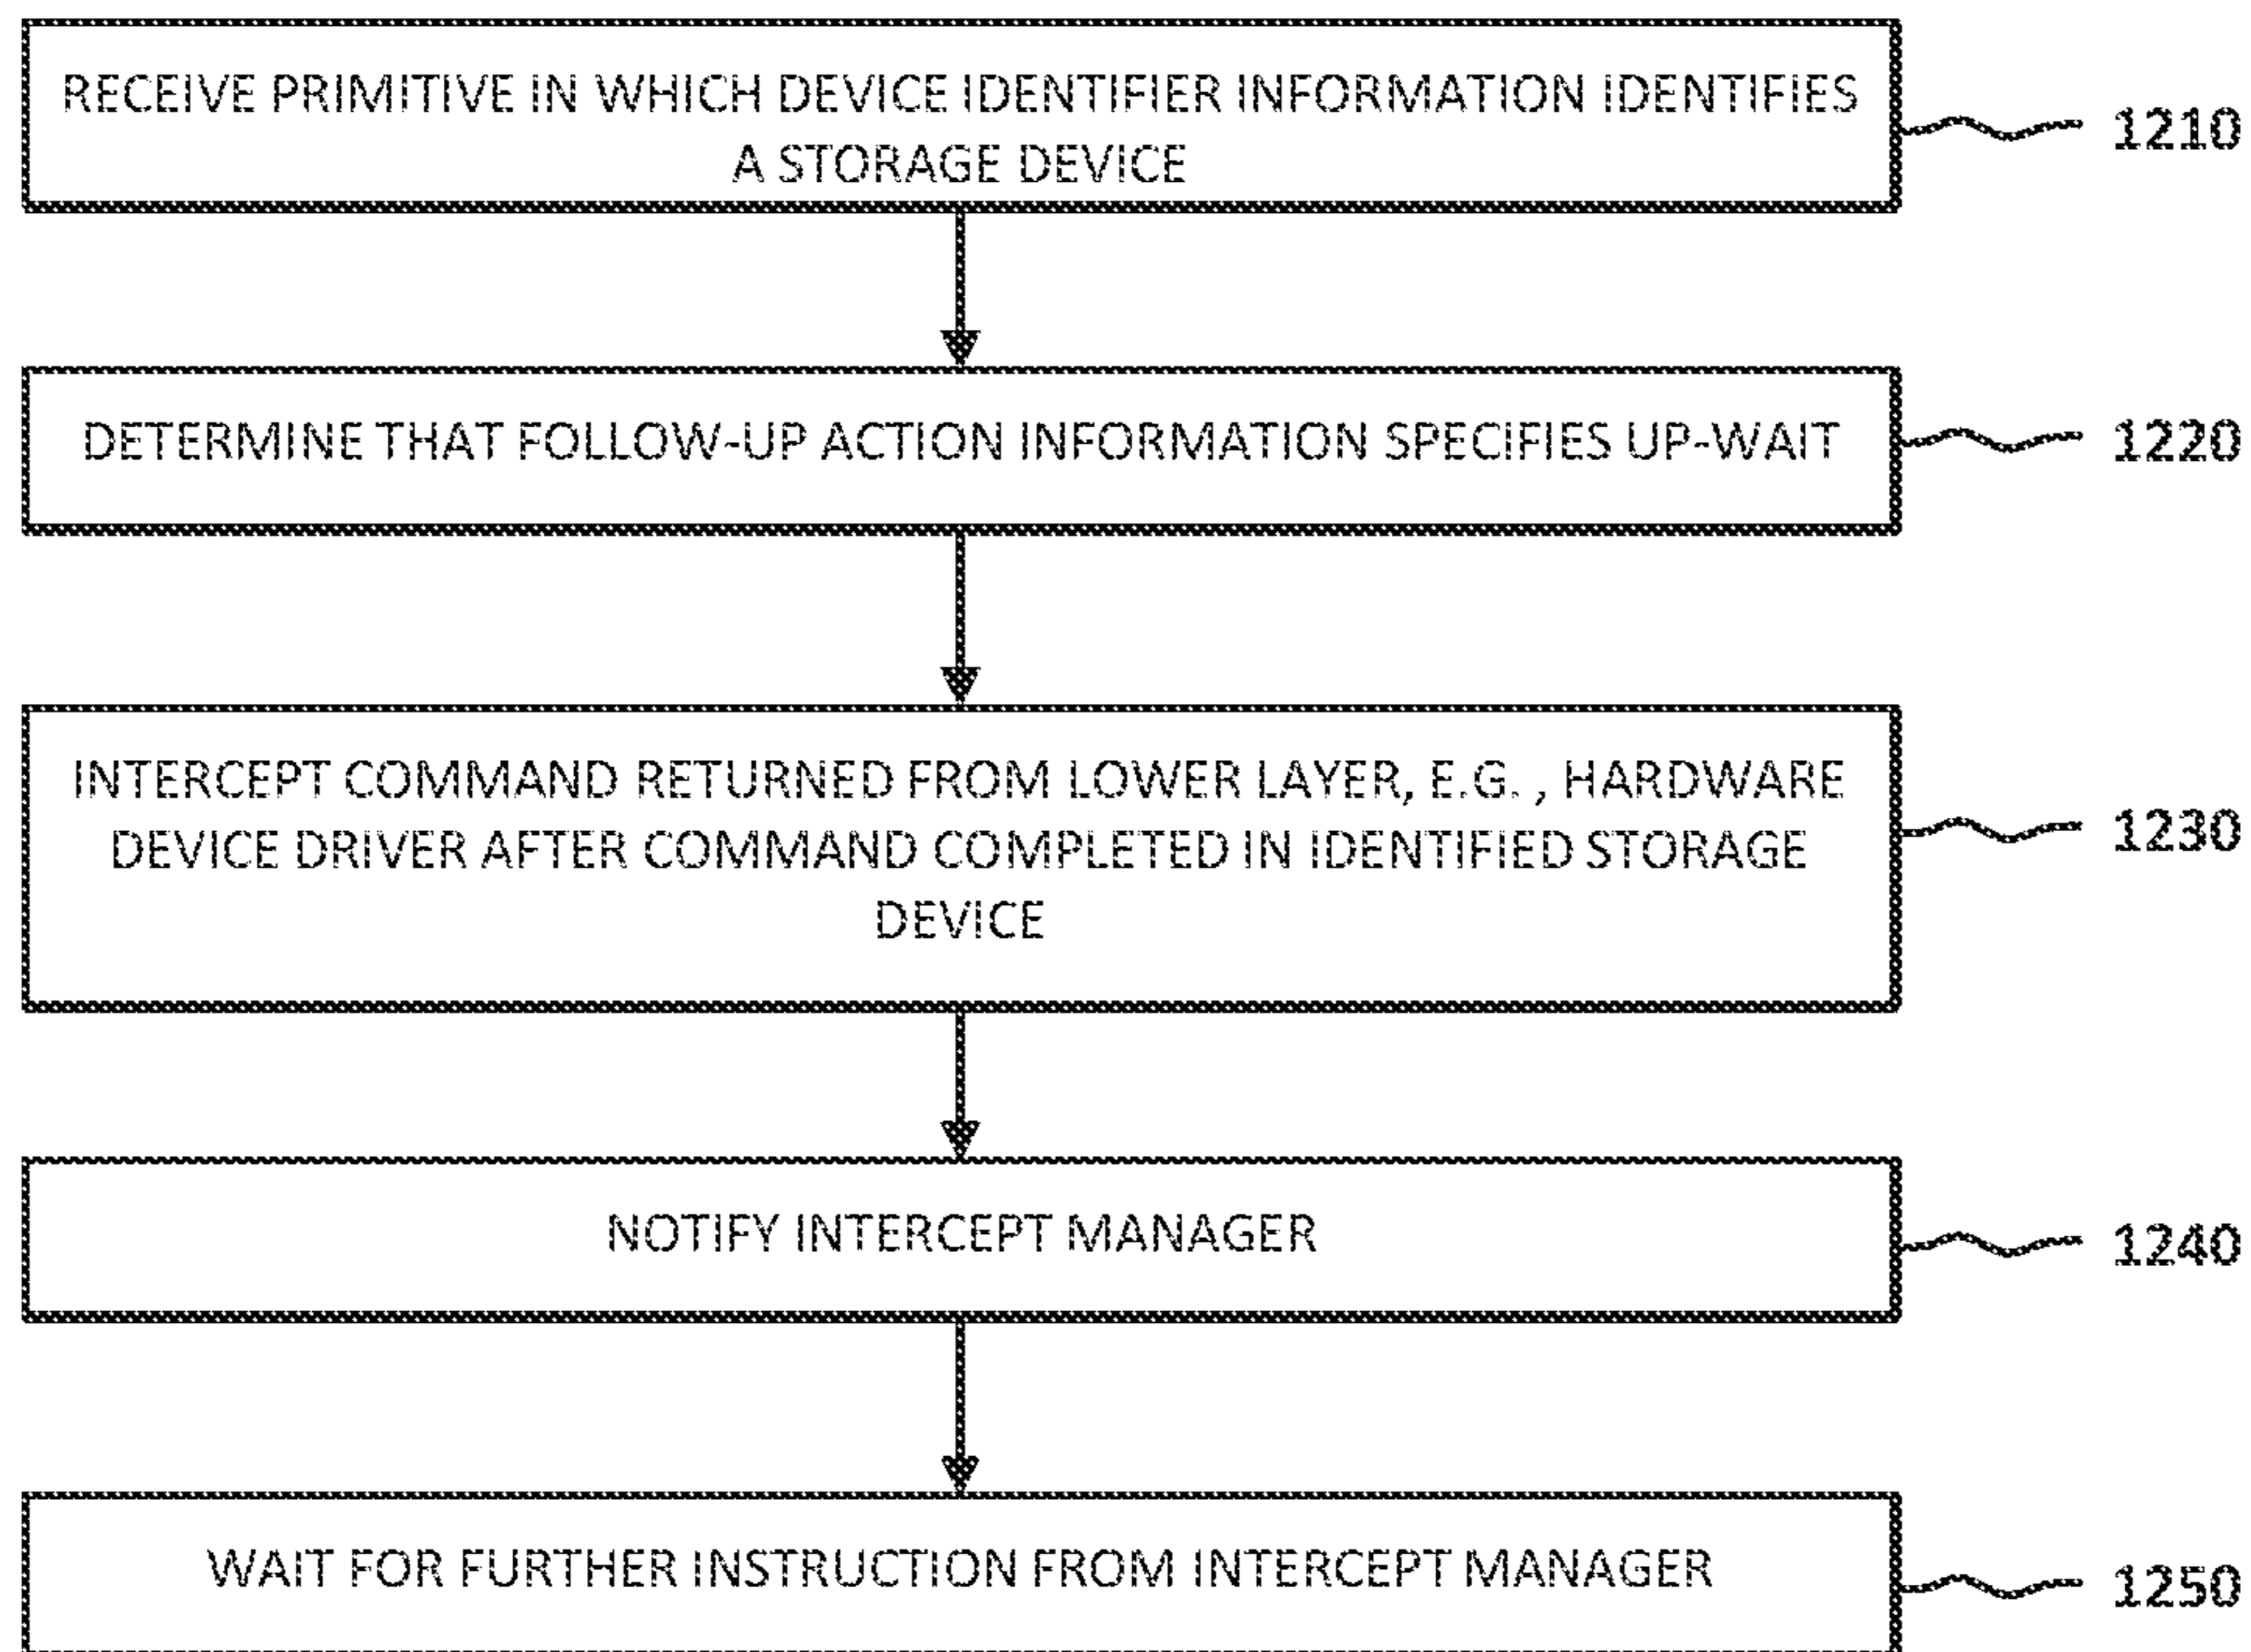 RECEIVE PRIMITIVE IN WHICH DEVICE IDENTIFIER INFORMATION IDENTIFIES
A STORAGE DEVICE
1210
DETERMINE THAT FOLLOW-UP ACTION INFORMATION SPECIFIES UP-WAIT
1220
INTERCEPT COMMAND RETURNED FROM LOWER LAYER, E.G. , HARDWARE
DEVICE DRIVER AFTER COMMAND COMPLETED IN IDENTIFIED STORAGE
DEVICE
1230
NOTIFY INTERCEPT MANAGER
1240
WAIT FOR FURTHER INSTRUCTION FROM INTERCEPT MANAGER
1250